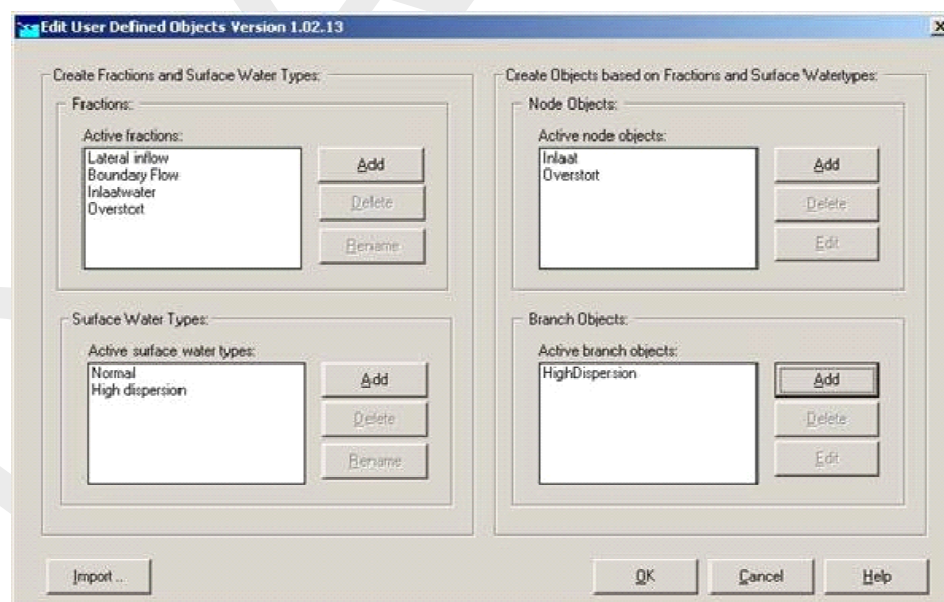 Edit User Defined Objects Version 1.02.13
Create Fractions and Surface Water Types:
Fractions:
Active fractions:
Lateral inflow
Boundary Flow
Inlaatwater
Overstort
Add
Delete
Rename
Surface Water Types:
Active surface water types:
Normal
High dispersion
Add
Delete
Rename
Create Objects based on Fractions and Surface Watertypes:
Node Objects:
Active node objects:
Inlaat
Overstort
Add
Delete
Edit
Branch Objects:
Active branch objects:
HighDispersion
Add
Delete
Edit
Import ..
OK
Cancel
Help